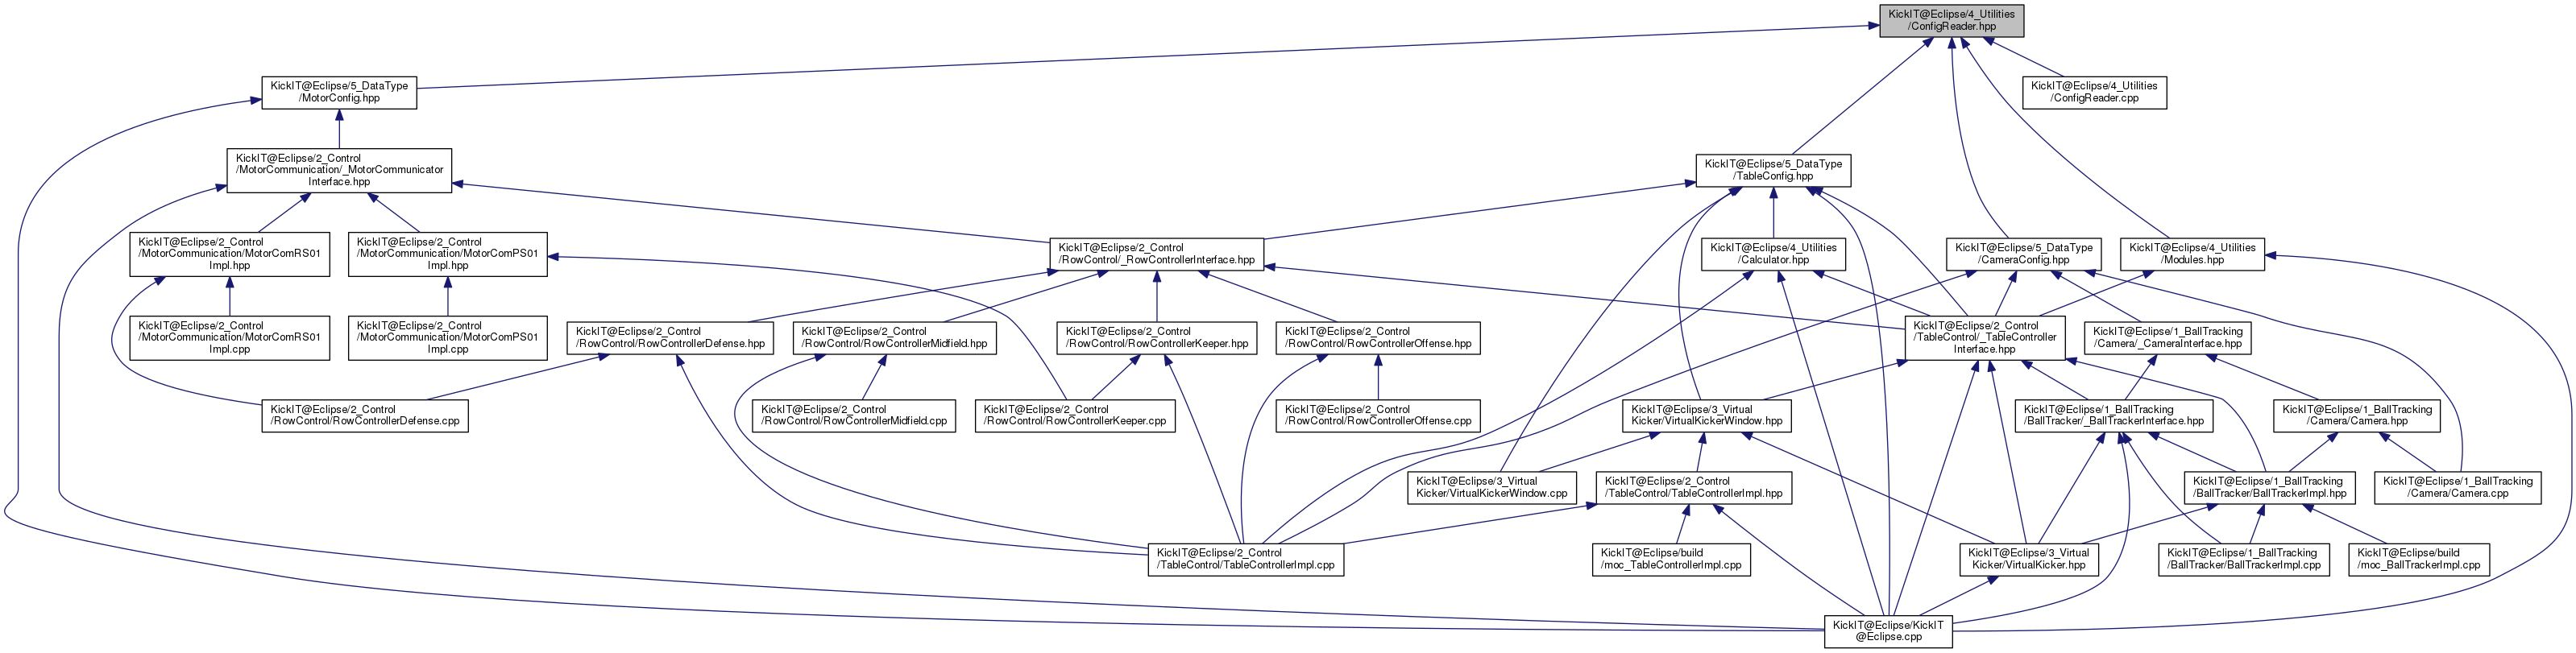 KickIT@Eclipse/4_Utilities
/ConfigReader.hpp
KickIT@Eclipse/5_DataType
/MotorConfig.hpp
KickIT@Eclipse/4_Utilities
/ConfigReader.cpp
KickIT@Eclipse/2_Control
/MotorCommunication/_MotorCommunicator
Interface.hpp
KickIT@Eclipse/5_DataType
/TableConfig.hpp
KickIT@Eclipse/2_Control
/MotorCommunication/MotorComRS01
Impl.hpp
KickIT@Eclipse/2_Control
/MotorCommunication/MotorComPS01
Impl.hpp
KickIT@Eclipse/2_Control
/RowControl/_RowControllerInterface.hpp
KickIT@Eclipse/4_Utilities
/Calculator.hpp
KickIT@Eclipse/5_DataType
/CameraConfig.hpp
KickIT@Eclipse/4_Utilities
/Modules.hpp
KickIT@Eclipse/2_Control
/MotorCommunication/MotorComRS01
Impl.cpp
KickIT@Eclipse/2_Control
/MotorCommunication/MotorComPS01
Impl.cpp
KickIT@Eclipse/2_Control
/RowControl/RowControllerDefense.hpp
KickIT@Eclipse/2_Control
/RowControl/RowControllerMidfield.hpp
KickIT@Eclipse/2_Control
/RowControl/RowControllerKeeper.hpp
KickIT@Eclipse/2_Control
/RowControl/RowControllerOffense.hpp
KickIT@Eclipse/2_Control
/TableControl/_TableController
Interface.hpp
KickIT@Eclipse/1_BallTracking
/Camera/_CameraInterface.hpp
KickIT@Eclipse/2_Control
/RowControl/RowControllerDefense.cpp
KickIT@Eclipse/2_Control
/RowControl/RowControllerMidfield.cpp
KickIT@Eclipse/2_Control
/RowControl/RowControllerKeeper.cpp
KickIT@Eclipse/2_Control
/RowControl/RowControllerOffense.cpp
KickIT@Eclipse/3_Virtual
Kicker/VirtualKickerWindow.hpp
KickIT@Eclipse/1_BallTracking
/BallTracker/_BallTrackerInterface.hpp
KickIT@Eclipse/1_BallTracking
/Camera/Camera.hpp
KickIT@Eclipse/3_Virtual
Kicker/VirtualKickerWindow.cpp
KickIT@Eclipse/2_Control
/TableControl/TableControllerImpl.hpp
KickIT@Eclipse/1_BallTracking
/BallTracker/BallTrackerImpl.hpp
KickIT@Eclipse/1_BallTracking
/Camera/Camera.cpp
KickIT@Eclipse/2_Control
/TableControl/TableControllerImpl.cpp
KickIT@Eclipse/build
/moc_TableControllerImpl.cpp
KickIT@Eclipse/3_Virtual
Kicker/VirtualKicker.hpp
KickIT@Eclipse/1_BallTracking
/BallTracker/BallTrackerImpl.cpp
KickIT@Eclipse/build
/moc_BallTrackerImpl.cpp
KickIT@Eclipse/KickIT
@Eclipse.cpp